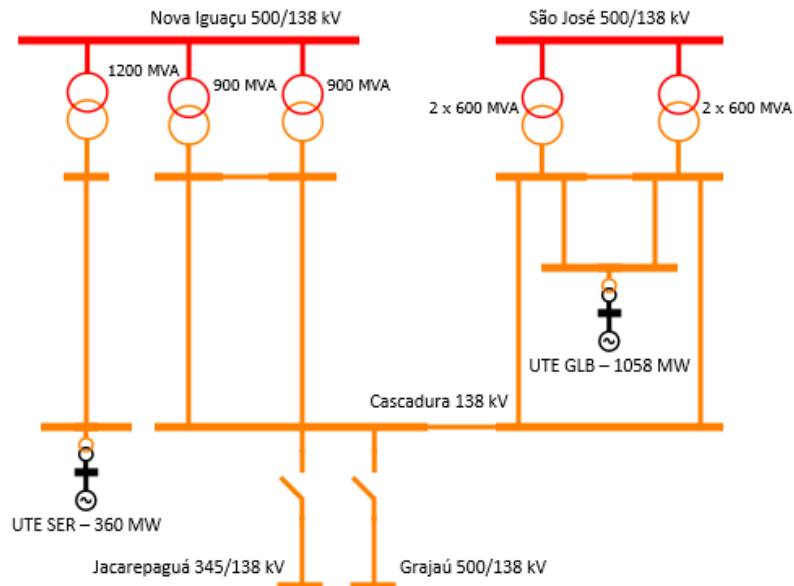 Nova Iguaçu 500/138 kV
São José 500/138 kV
1200 MVA
900 MVA
900 MVA
2 x 600 MVA
2 x 600 MVA
UTE GLB – 1058 MW
Cascadura 138 kV
UTE SER – 360 MW
Jacarepaguá 345/138 kV
Grajaú 500/138 kV